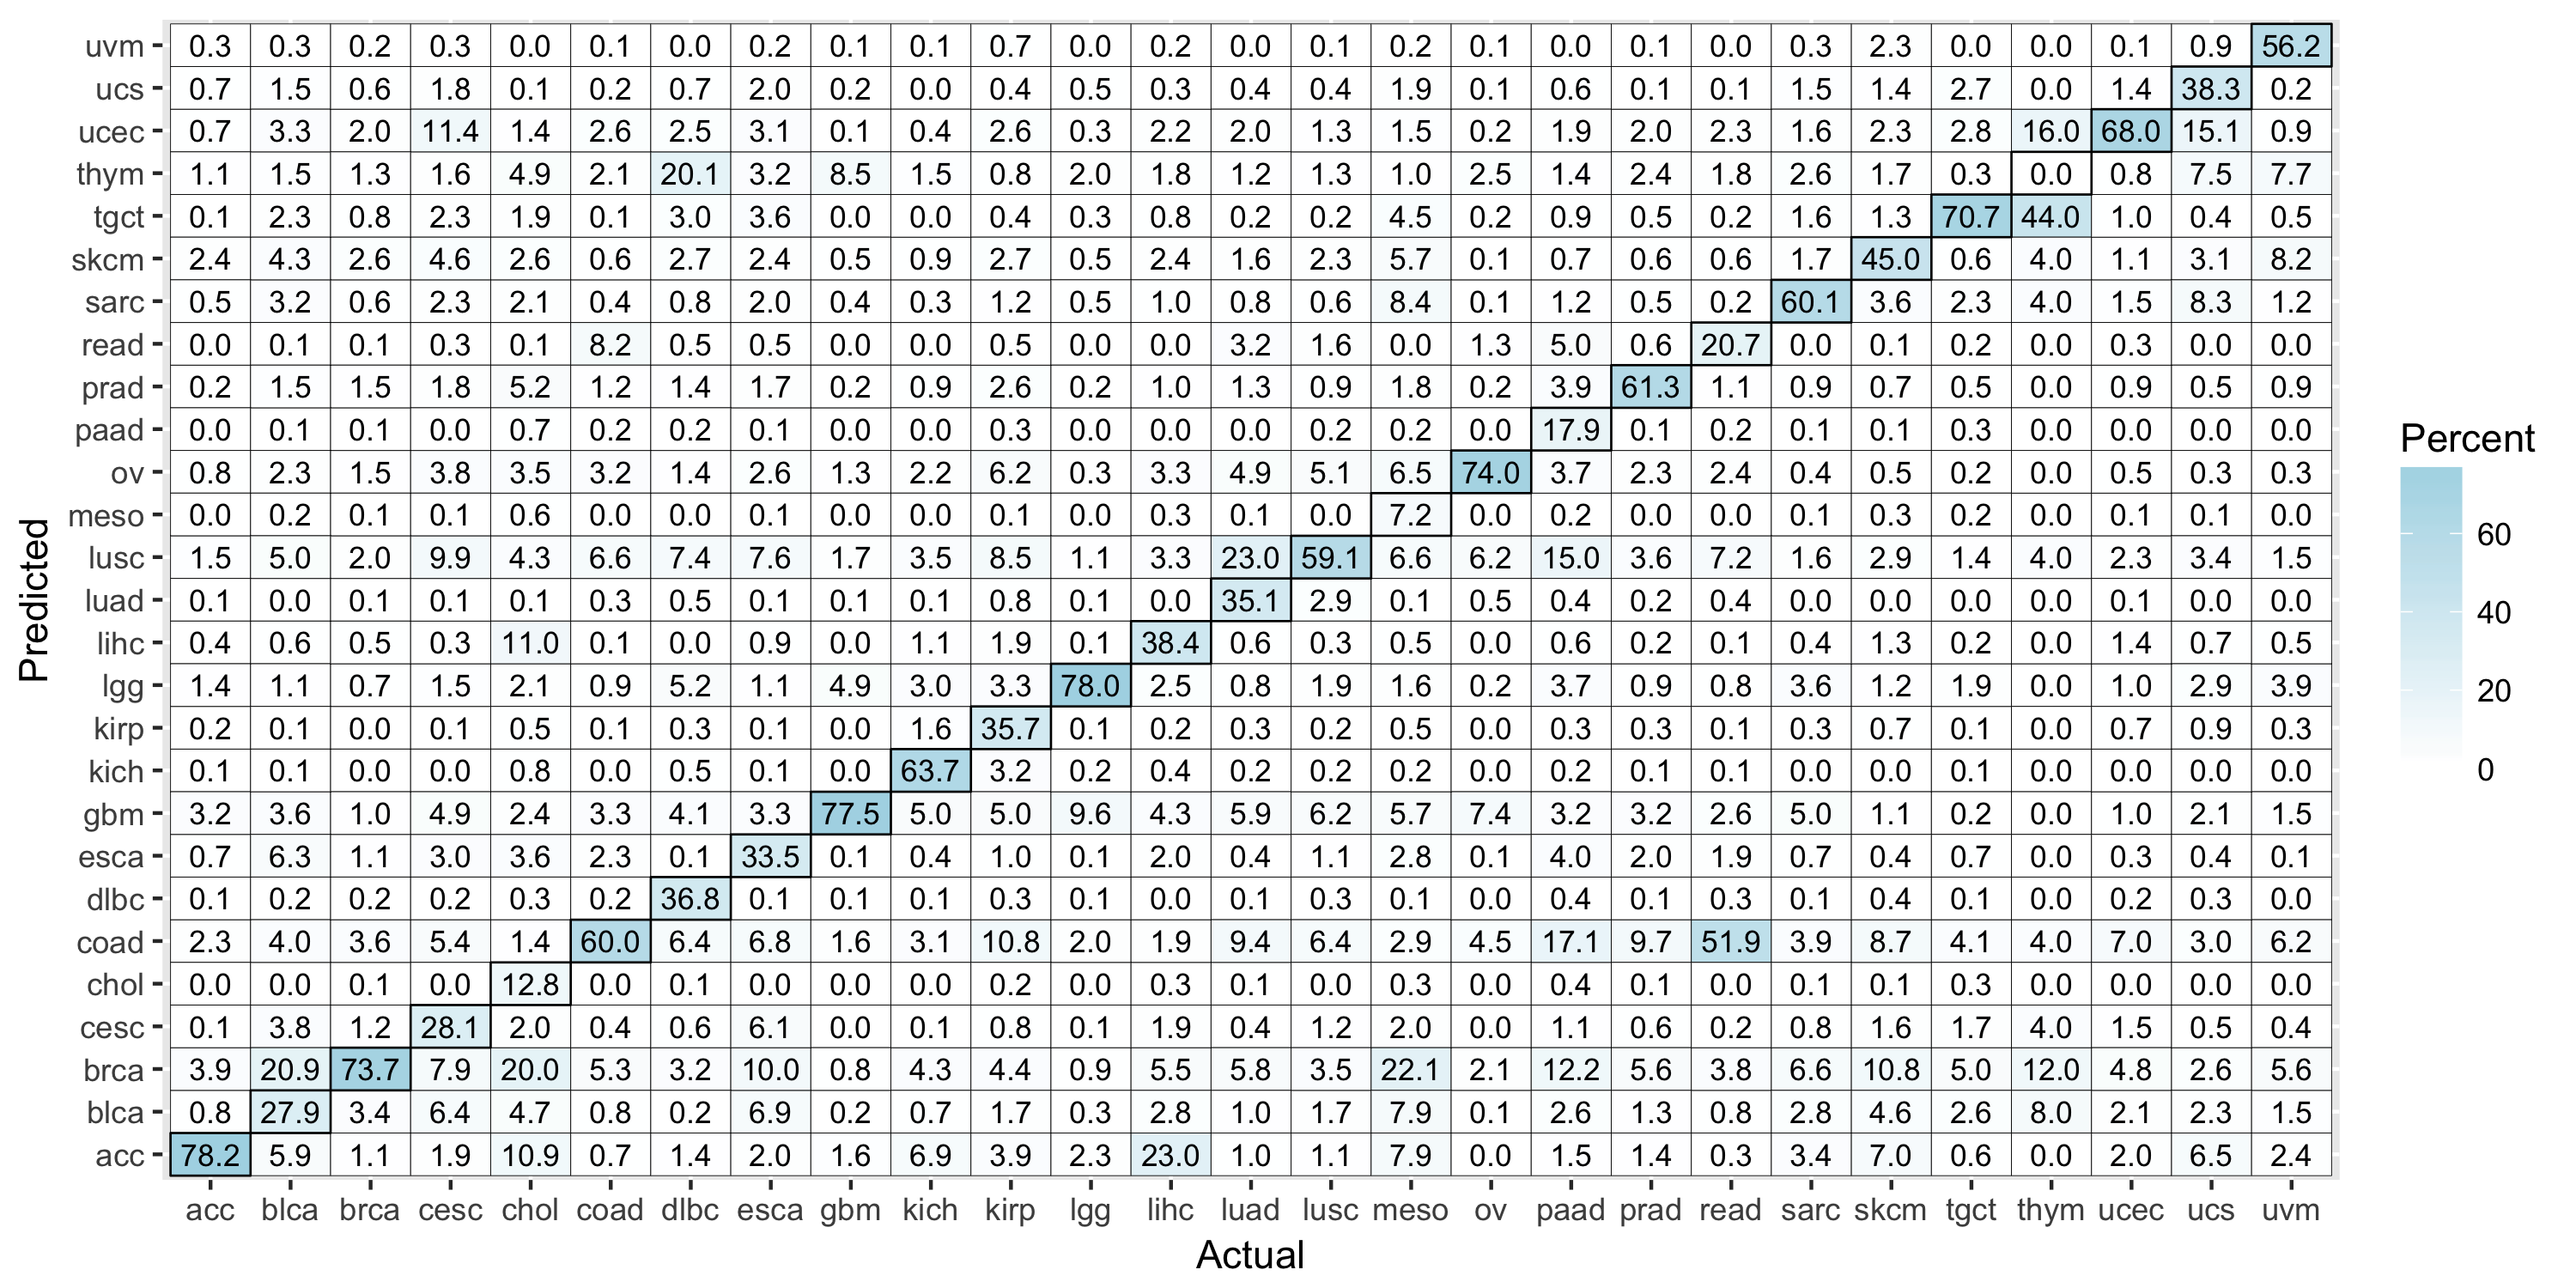 uvm 0.3 0.3 0.2 0.3 0.0 0.1 0.0 0.2 0.1 0.1 0.7 0.0 0.2 0.0 0.1 0.2 0.1 0.0 0.1 0.0 0.3 2.3 0.0 0.0 0.1 0.9 56.2
ucs 0.7 1.5 0.6 1.8 0.1 0.2 0.7 2.0 0.2 0.0 0.4 0.5 0.3 0.4 0.4 1.9 0.1 0.6 0.1 0.1 1.5 1.4 2.7 0.0 1.4 38.3 0.2
ucec 0.7 3.3 2.0 11.4 1.4 2.6 2.5 3.1 0.1 0.4 2.6 0.3 2.2 2.0 1.3 1.5 0.2 1.9 2.0 2.3 1.6 2.3 2.8 16.0 68.0 15.1 0.9
thym 1.1 1.5 1.3 1.6 4.9 2.1 20.1 3.2 8.5 1.5 0.8 2.0 1.8 1.2 1.3 1.0 2.5 1.4 2.4 1.8 2.6 1.7 0.3 0.0 0.8 7.5 7.7
tgct 0.1 2.3 0.8 2.3 1.9 0.1 3.0 3.6 0.0 0.0 0.4 0.3 0.8 0.2 0.2 4.5 0.2 0.9 0.5 0.2 1.6 1.3 70.7 44.0 1.0 0.4 0.5
skcm 2.4 4.3 2.6 4.6 2.6 0.6 2.7 2.4 0.5 0.9 2.7 0.5 2.4 1.6 2.3 5.7 0.1 0.7 0.6 0.6 1.7 45.0 0.6 4.0 1.1 3.1 8.2
sarc 0.5 3.2 0.6 2.3 2.1 0.4 0.8 2.0 0.4 0.3 1.2 0.5 1.0 0.8 0.6 8.4 0.1 1.2 0.5 0.2 60.1 3.6 2.3 4.0 1.5 8.3 1.2
read 0.0 0.1 0.1 0.3 0.1 8.2 0.5 0.5 0.0 0.0 0.5 0.0 0.0 3.2 1.6 0.0 1.3 5.0 0.6 20.7 0.0 0.1 0.2 0.0 0.3 0.0 0.0
prad 0.2 1.5 1.5 1.8 5.2 1.2 1.4 1.7 0.2 0.9 2.6 0.2 1.0 1.3 0.9 1.8 0.2 3.9 61.3 1.1 0.9 0.7 0.5 0.0 0.9 0.5 0.9
paad 0.0 0.1 0.1 0.0 0.7 0.2 0.2 0.1 0.0 0.0 0.3 0.0 0.0 0.0 0.2 0.2 0.0 17.9 0.1 0.2 0.1 0.1 0.3 0.0 0.0 0.0 0.0
ov 0.8 2.3 1.5 3.8 3.5 3.2 1.4 2.6 1.3 2.2 6.2 0.3 3.3 4.9 5.1 6.5 74.0 3.7 2.3 2.4 0.4 0.5 0.2 0.0 0.5 0.3 0.3
meso 0.0 0.2 0.1 0.1 0.6 0.0 0.0 0.1 0.0 0.0 0.1 0.0 0.3 0.1 0.0 7.2 0.0 0.2 0.0 0.0 0.1 0.3 0.2 0.0 0.1 0.1 0.0
lusc 1.5 5.0 2.0 9.9 4.3 6.6 7.4 7.6 1.7 3.5 8.5 1.1 3.3 23.0 59.1 6.6 6.2 15.0 3.6 7.2 1.6 2.9 1.4 4.0 2.3 3.4 1.5
luad 0.1 0.0 0.1 0.1 0.1 0.3 0.5 0.1 0.1 0.1 0.8 0.1 0.0 35.1 2.9 0.1 0.5 0.4 0.2 0.4 0.0 0.0 0.0 0.0 0.1 0.0 0.0
lihc 0.4 0.6 0.5 0.3 11.0 0.1 0.0 0.9 0.0 1.1 1.9 0.1 38.4 0.6 0.3 0.5 0.0 0.6 0.2 0.1 0.4 1.3 0.2 0.0 1.4 0.7 0.5
lgg 1.4 1.1 0.7 1.5 2.1 0.9 5.2 1.1 4.9 3.0 3.3 78.0 2.5 0.8 1.9 1.6 0.2 3.7 0.9 0.8 3.6 1.2 1.9 0.0 1.0 2.9 3.9
kirp 0.2 0.1 0.0 0.1 0.5 0.1 0.3 0.1 0.0 1.6 35.7 0.1 0.2 0.3 0.2 0.5 0.0 0.3 0.3 0.1 0.3 0.7 0.1 0.0 0.7 0.9 0.3
kich 0.1 0.1 0.0 0.0 0.8 0.0 0.5 0.1 0.0 63.7 3.2 0.2 0.4 0.2 0.2 0.2 0.0 0.2 0.1 0.1 0.0 0.0 0.1 0.0 0.0 0.0 0.0
gbm 3.2 3.6 1.0 4.9 2.4 3.3 4.1 3.3 77.5 5.0 5.0 9.6 4.3 5.9 6.2 5.7 7.4 3.2 3.2 2.6 5.0 1.1 0.2 0.0 1.0 2.1 1.5
esca 0.7 6.3 1.1 3.0 3.6 2.3 0.1 33.5 0.1 0.4 1.0 0.1 2.0 0.4 1.1 2.8 0.1 4.0 2.0 1.9 0.7 0.4 0.7 0.0 0.3 0.4 0.1
dlbc 0.1 0.2 0.2 0.2 0.3 0.2 36.8 0.1 0.1 0.1 0.3 0.1 0.0 0.1 0.3 0.1 0.0 0.4 0.1 0.3 0.1 0.4 0.1 0.0 0.2 0.3 0.0
coad 2.3 4.0 3.6 5.4 1.4 60.0 6.4 6.8 1.6 3.1 10.8 2.0 1.9 9.4 6.4 2.9 4.5 17.1 9.7 51.9 3.9 8.7 4.1 4.0 7.0 3.0 6.2
chol 0.0 0.0 0.1 0.0 12.8 0.0 0.1 0.0 0.0 0.0 0.2 0.0 0.3 0.1 0.0 0.3 0.0 0.4 0.1 0.0 0.1 0.1 0.3 0.0 0.0 0.0 0.0
cesc 0.1 3.8 1.2 28.1 2.0 0.4 0.6 6.1 0.0 0.1 0.8 0.1 1.9 0.4 1.2 2.0 0.0 1.1 0.6 0.2 0.8 1.6 1.7 4.0 1.5 0.5 0.4
brca 3.9 20.9 73.7 7.9 20.0 5.3 3.2 10.0 0.8 4.3 4.4 0.9 5.5 5.8 3.5 22.1 2.1 12.2 5.6 3.8 6.6 10.8 5.0 12.0 4.8 2.6 5.6
blca 0.8 27.9 3.4 6.4 4.7 0.8 0.2 6.9 0.2 0.7 1.7 0.3 2.8 1.0 1.7 7.9 0.1 2.6 1.3 0.8 2.8 4.6 2.6 8.0 2.1 2.3 1.5
acc 78.2 5.9 1.1 1.9 10.9 0.7 1.4 2.0 1.6 6.9 3.9 2.3 23.0 1.0 1.1 7.9 0.0 1.5 1.4 0.3 3.4 7.0 0.6 0.0 2.0 6.5 2.4
acc blca brca cesc chol coad dlbc esca gbm kich kirp lgg lihc luad lusc meso ov paad prad read sarc skcm tgct thym ucec ucs uvm
Actual
Predicted
Percent
60
40
20
0